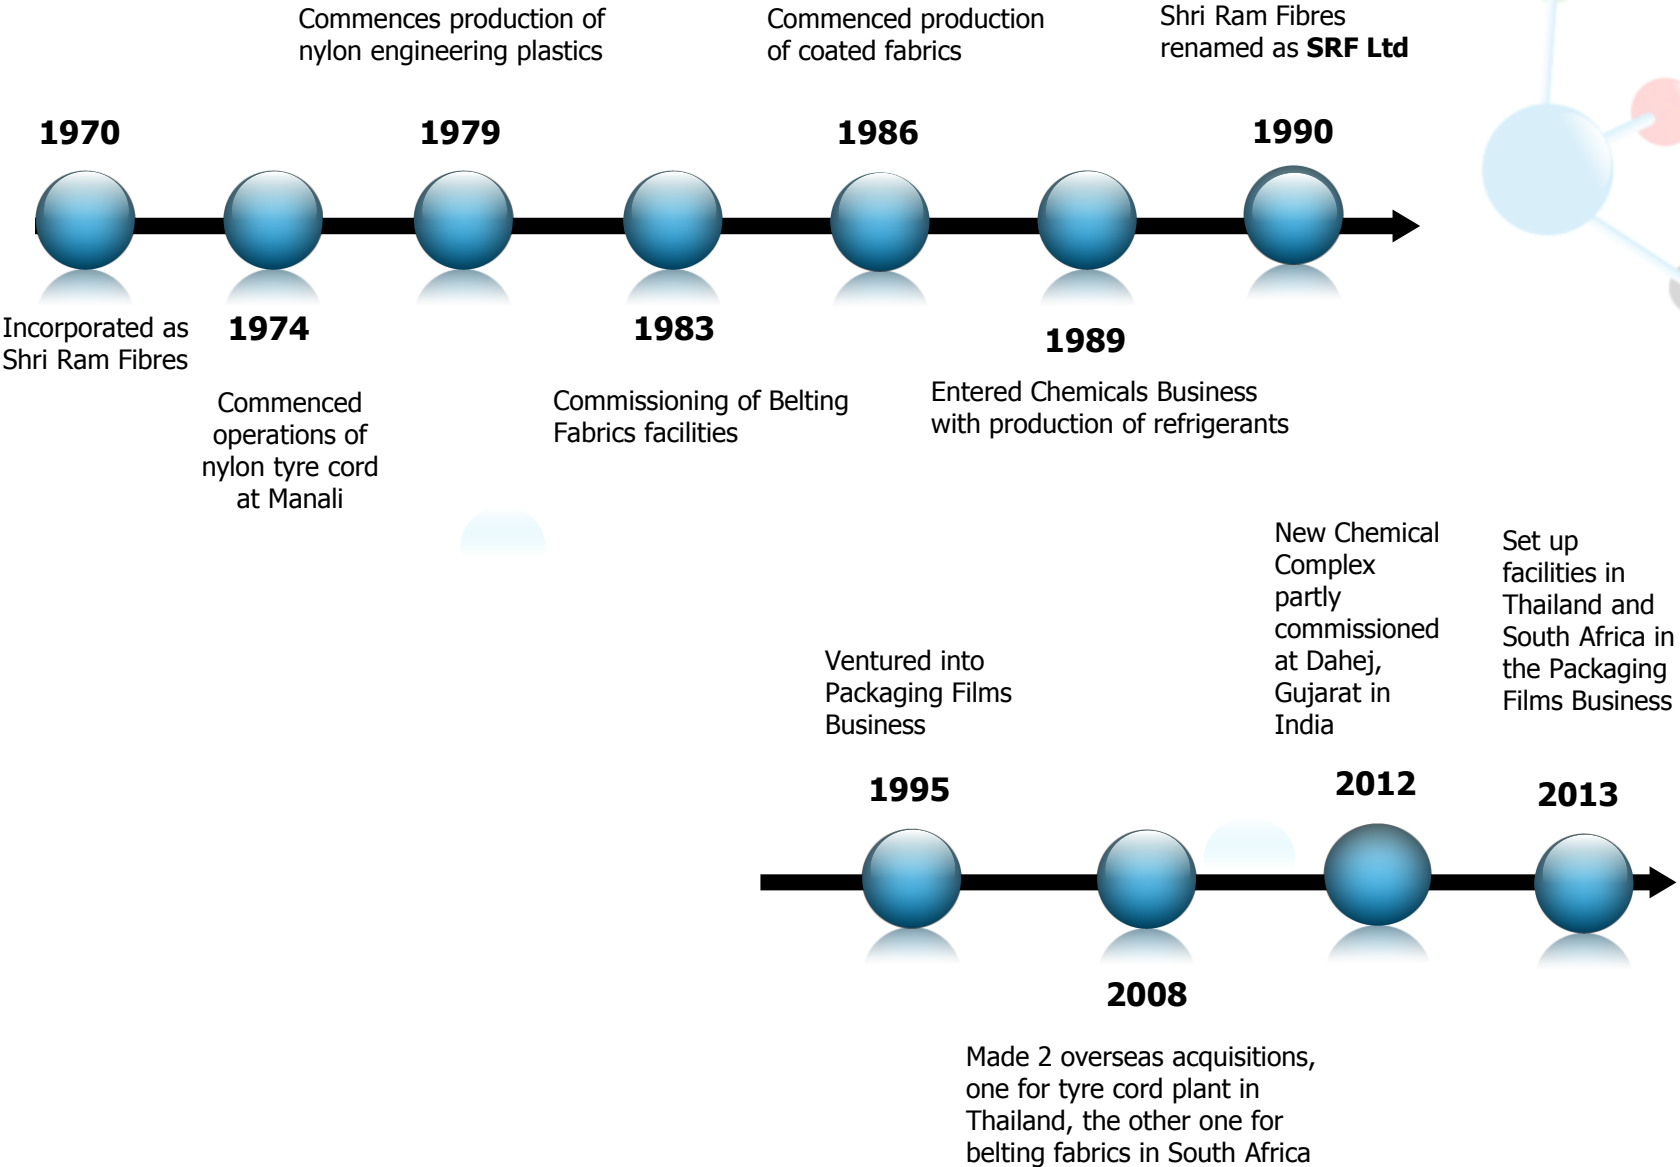 Commences production of
nylon engineering plastics
Commenced production
of coated fabrics
Shri Ram Fibres
renamed as SRF Ltd
1970
1979
1986
1990
Incorporated as
Shri Ram Fibres
1974
Commenced
operations of
nylon tyre cord
at Manali
1983
Commissioning of Belting
Fabrics facilities
1989
Entered Chemicals Business
with production of refrigerants
Ventured into
Packaging Films
Business
1995
New Chemical
Complex
partly
commissioned
at Dahej,
Gujarat in
India
2012
Set up
facilities in
Thailand and
South Africa in
the Packaging
Films Business
2013
2008
Made 2 overseas acquisitions,
one for tyre cord plant in
Thailand, the other one for
belting fabrics in South Africa